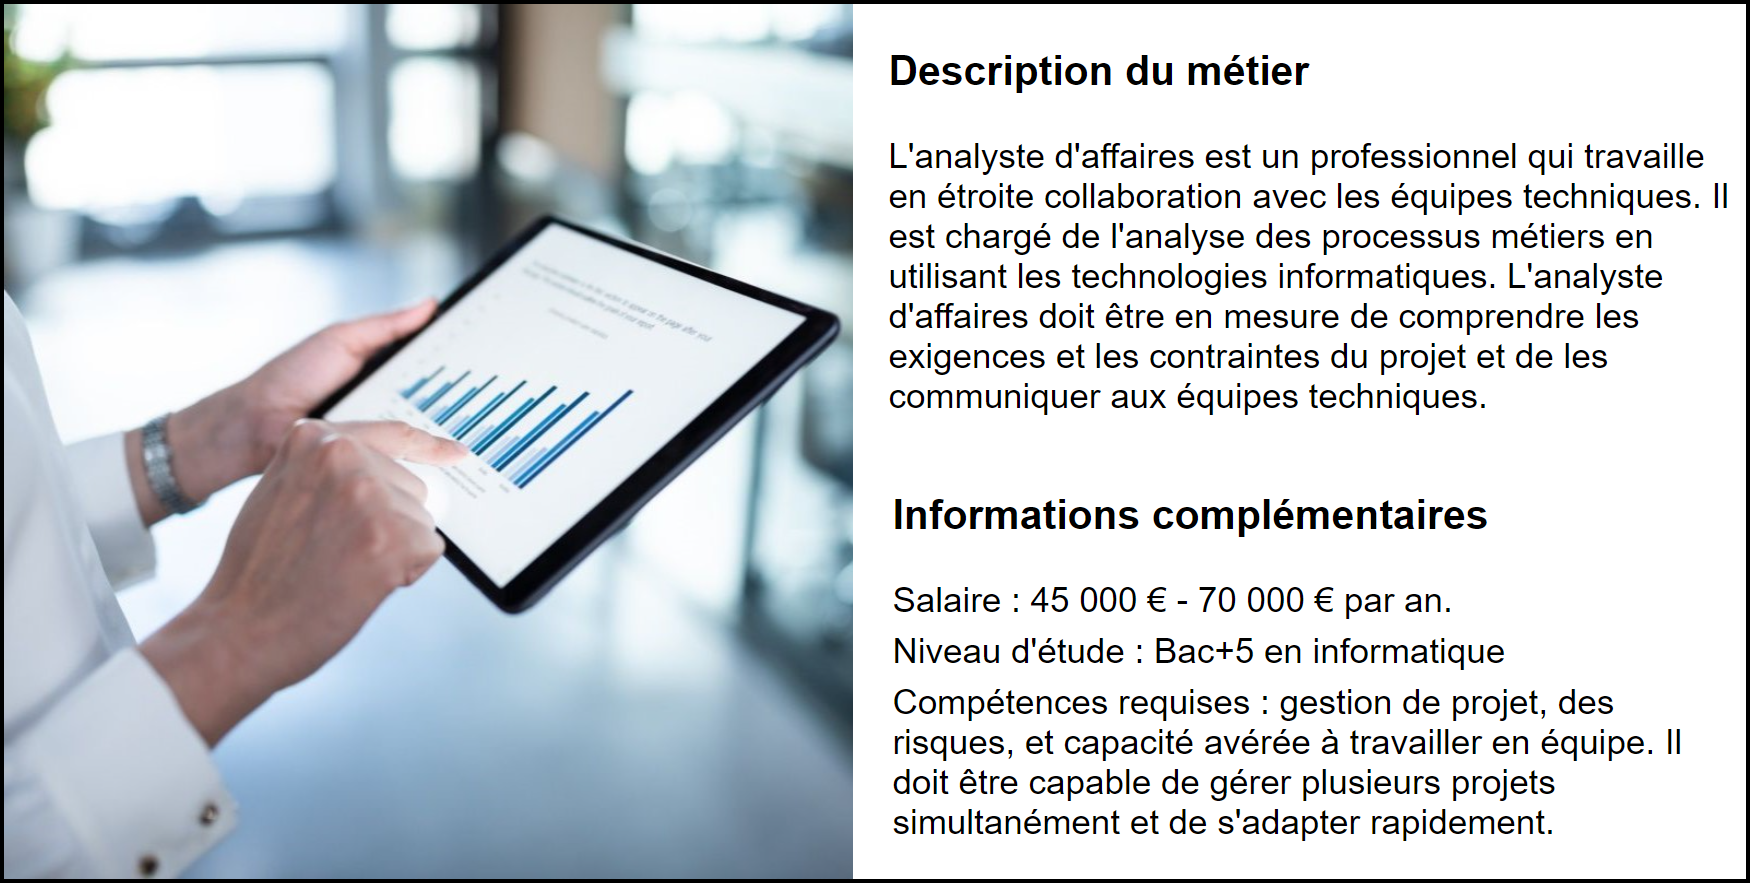 Description du métier
L'analyste d'affaires est un professionnel qui travaille
en étroite collaboration avec les équipes techniques. Il
est chargé de l'analyse des processus métiers en
utilisant les technologies informatiques. L'analyste
d'affaires doit être en mesure de comprendre les
exigences et les contraintes du projet et de les
communiquer aux équipes techniques.
Informations complémentaires
Salaire : 45 000 € - 70 000 € par an.
Niveau d'étude : Bac+5 en informatique
Compétences requises : gestion de projet, des
risques, et capacité avérée à travailler en équipe. Il
doit être capable de gérer plusieurs projets
simultanément et de s'adapter rapidement.